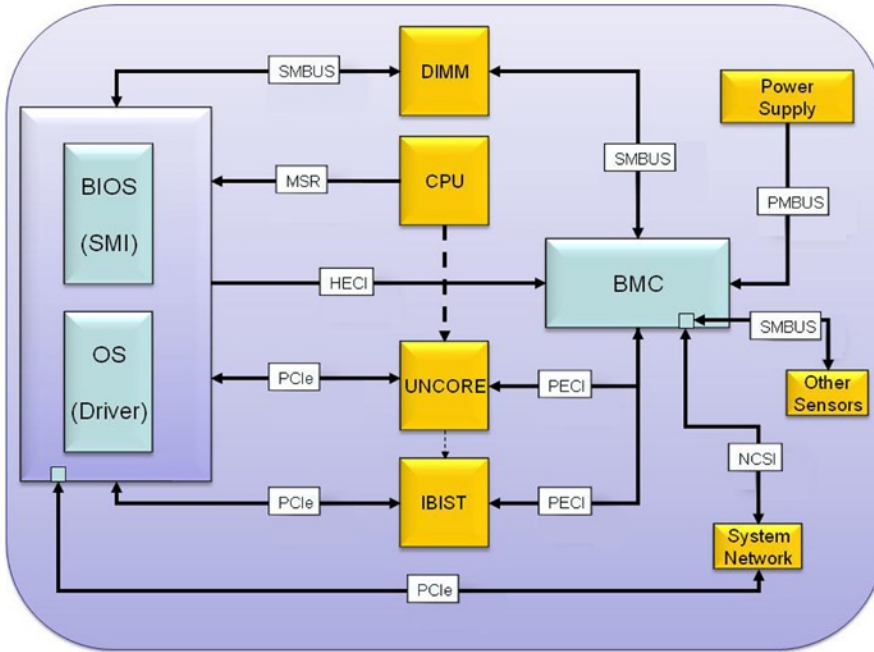 SMBUS
DIMM
Power
Supply
BIOS
(SMI)
MSR
CPU
SMBUS
PMBUS
HECI
BMC
OS
(Driver)
PCIe
UNCORE
PECI
SMBUS
Other
Sensors
NCSI
PCIe
IBIST
PECI
System
Network
PCIe